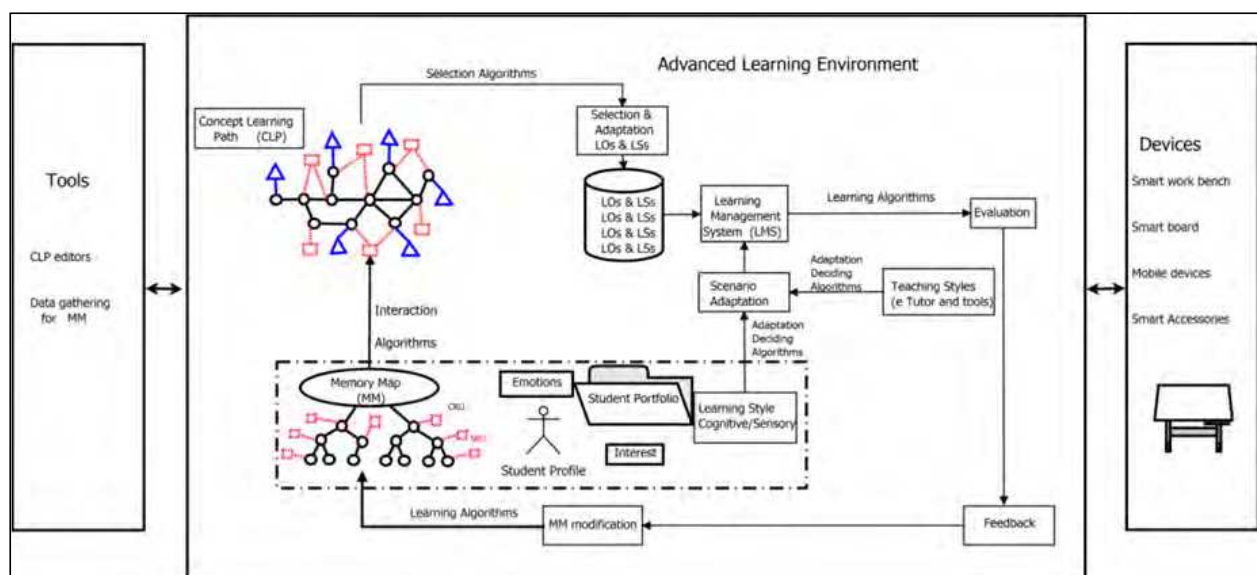 Advanced Learning Environment
Tools
CLP editors
Data gathering
for MM
Selection Algorithms
Concept Learning
Path (CLP)
Selection &
Adaptation
LOs & LSs
LOs & LSs
LOs & LSs
LOs & LSs
LOs & LSs
Learning
Management
System (LMS)
Learning Algorithms
Evaluation
Adaptation
Deciding
Algorithms
Scenario
Adaptation
Teaching Styles
(e Tutor and tools)
Interaction
Algorithms
Adaptation
Deciding
Algorithms
Memory Map
(MM)
Emotions
Student Portfolio
Learning Style
Cognitive/Sensory
Interest
Student Profile
Learning Algorithms
MM modification
Feedback
Devices
Smart work bench
Smart board
Mobile devices
Smart Accessories